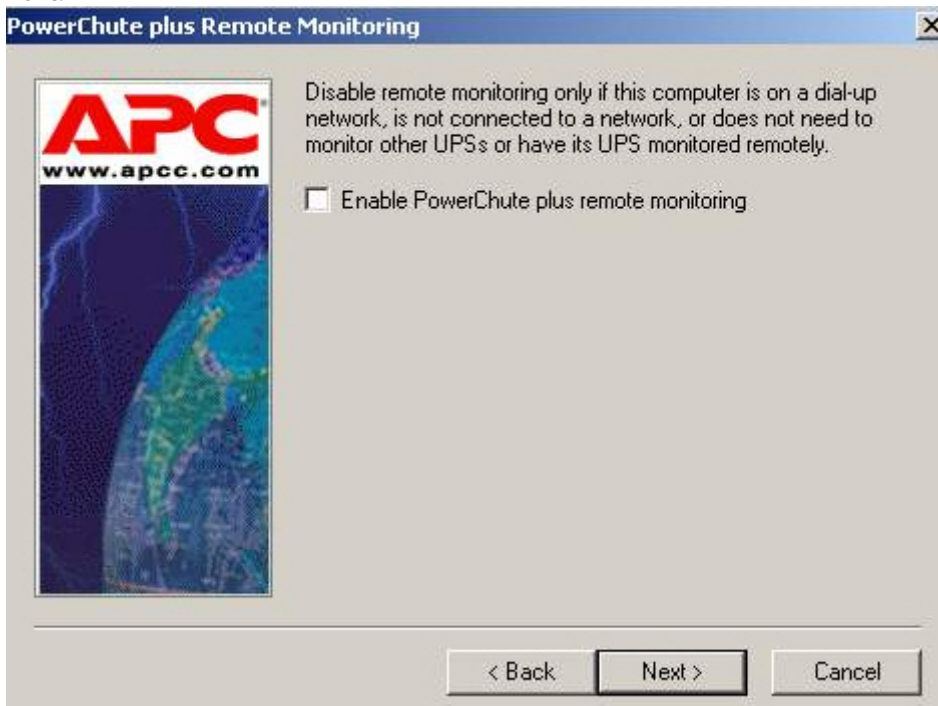 PowerChute plus Remote Monitoring
APC
www.apcc.com
Disable remote monitoring only if this computer is on a dial-up
network, is not connected to a network, or does not need to
monitor other UPSs or have its UPS monitored remotely.
Enable PowerChute plus remote monitoring
< Back
Next >
Cancel